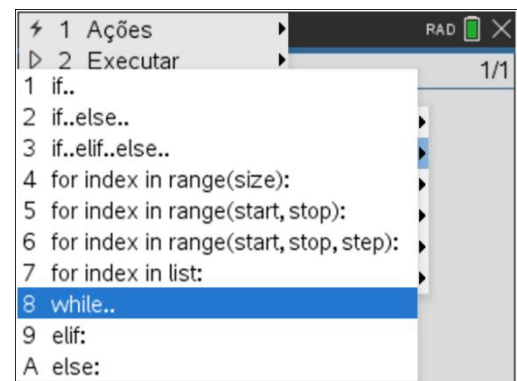 1 Ações
RAD
2 Executar
1/1
1 if..
2 if..else..
3 if..elif..else..
4 for index in range(size):
5 for index in range(start, stop):
6 for index in range(start, stop, step):
7 for index in list:
8 while..
9 elif:
A else: